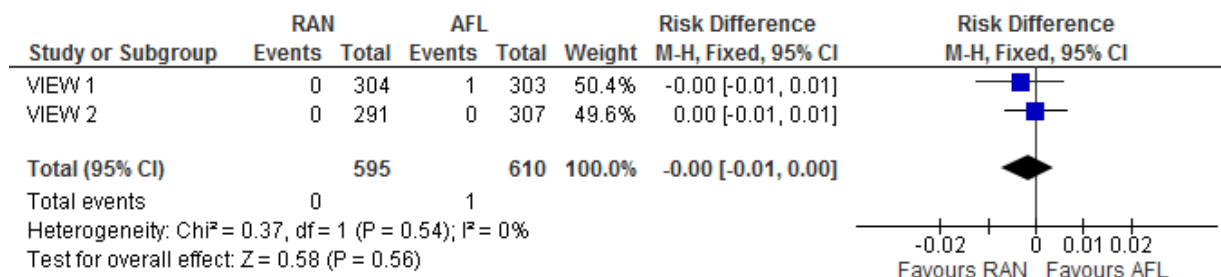 RAN AFL Risk Difference Risk Difference
Study or Subgroup Events Total Events Total Weight M-H, Fixed, 95% CI M-H, Fixed, 95% CI
VIEW 1 0 304 1 303 50.4% -0.00 [-0.01, 0.01]
VIEW 2 0 291 0 307 49.6% 0.00 [-0.01, 0.01]
Total (95% CI) 595 610 100.0% -0.00 [-0.01, 0.00]
Total events 0 1
Heterogeneity: Chi² = 0.37, df = 1 (P = 0.54); I² = 0%
-0.02 0 0.01 0.02
Test for overall effect: Z = 0.58 (P = 0.56)
Favours RAN Favours AFL